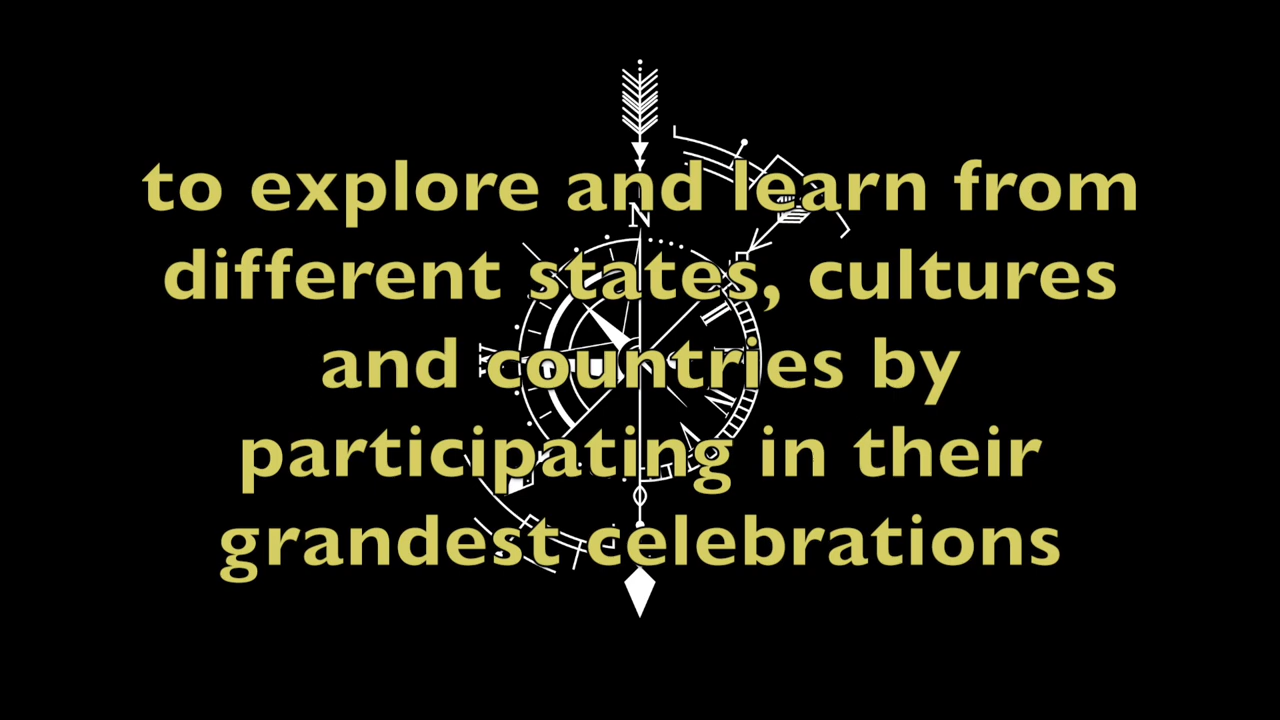 to explore and learn from
different states, cultures
and countries by
participating in their
grandest celebrations
N